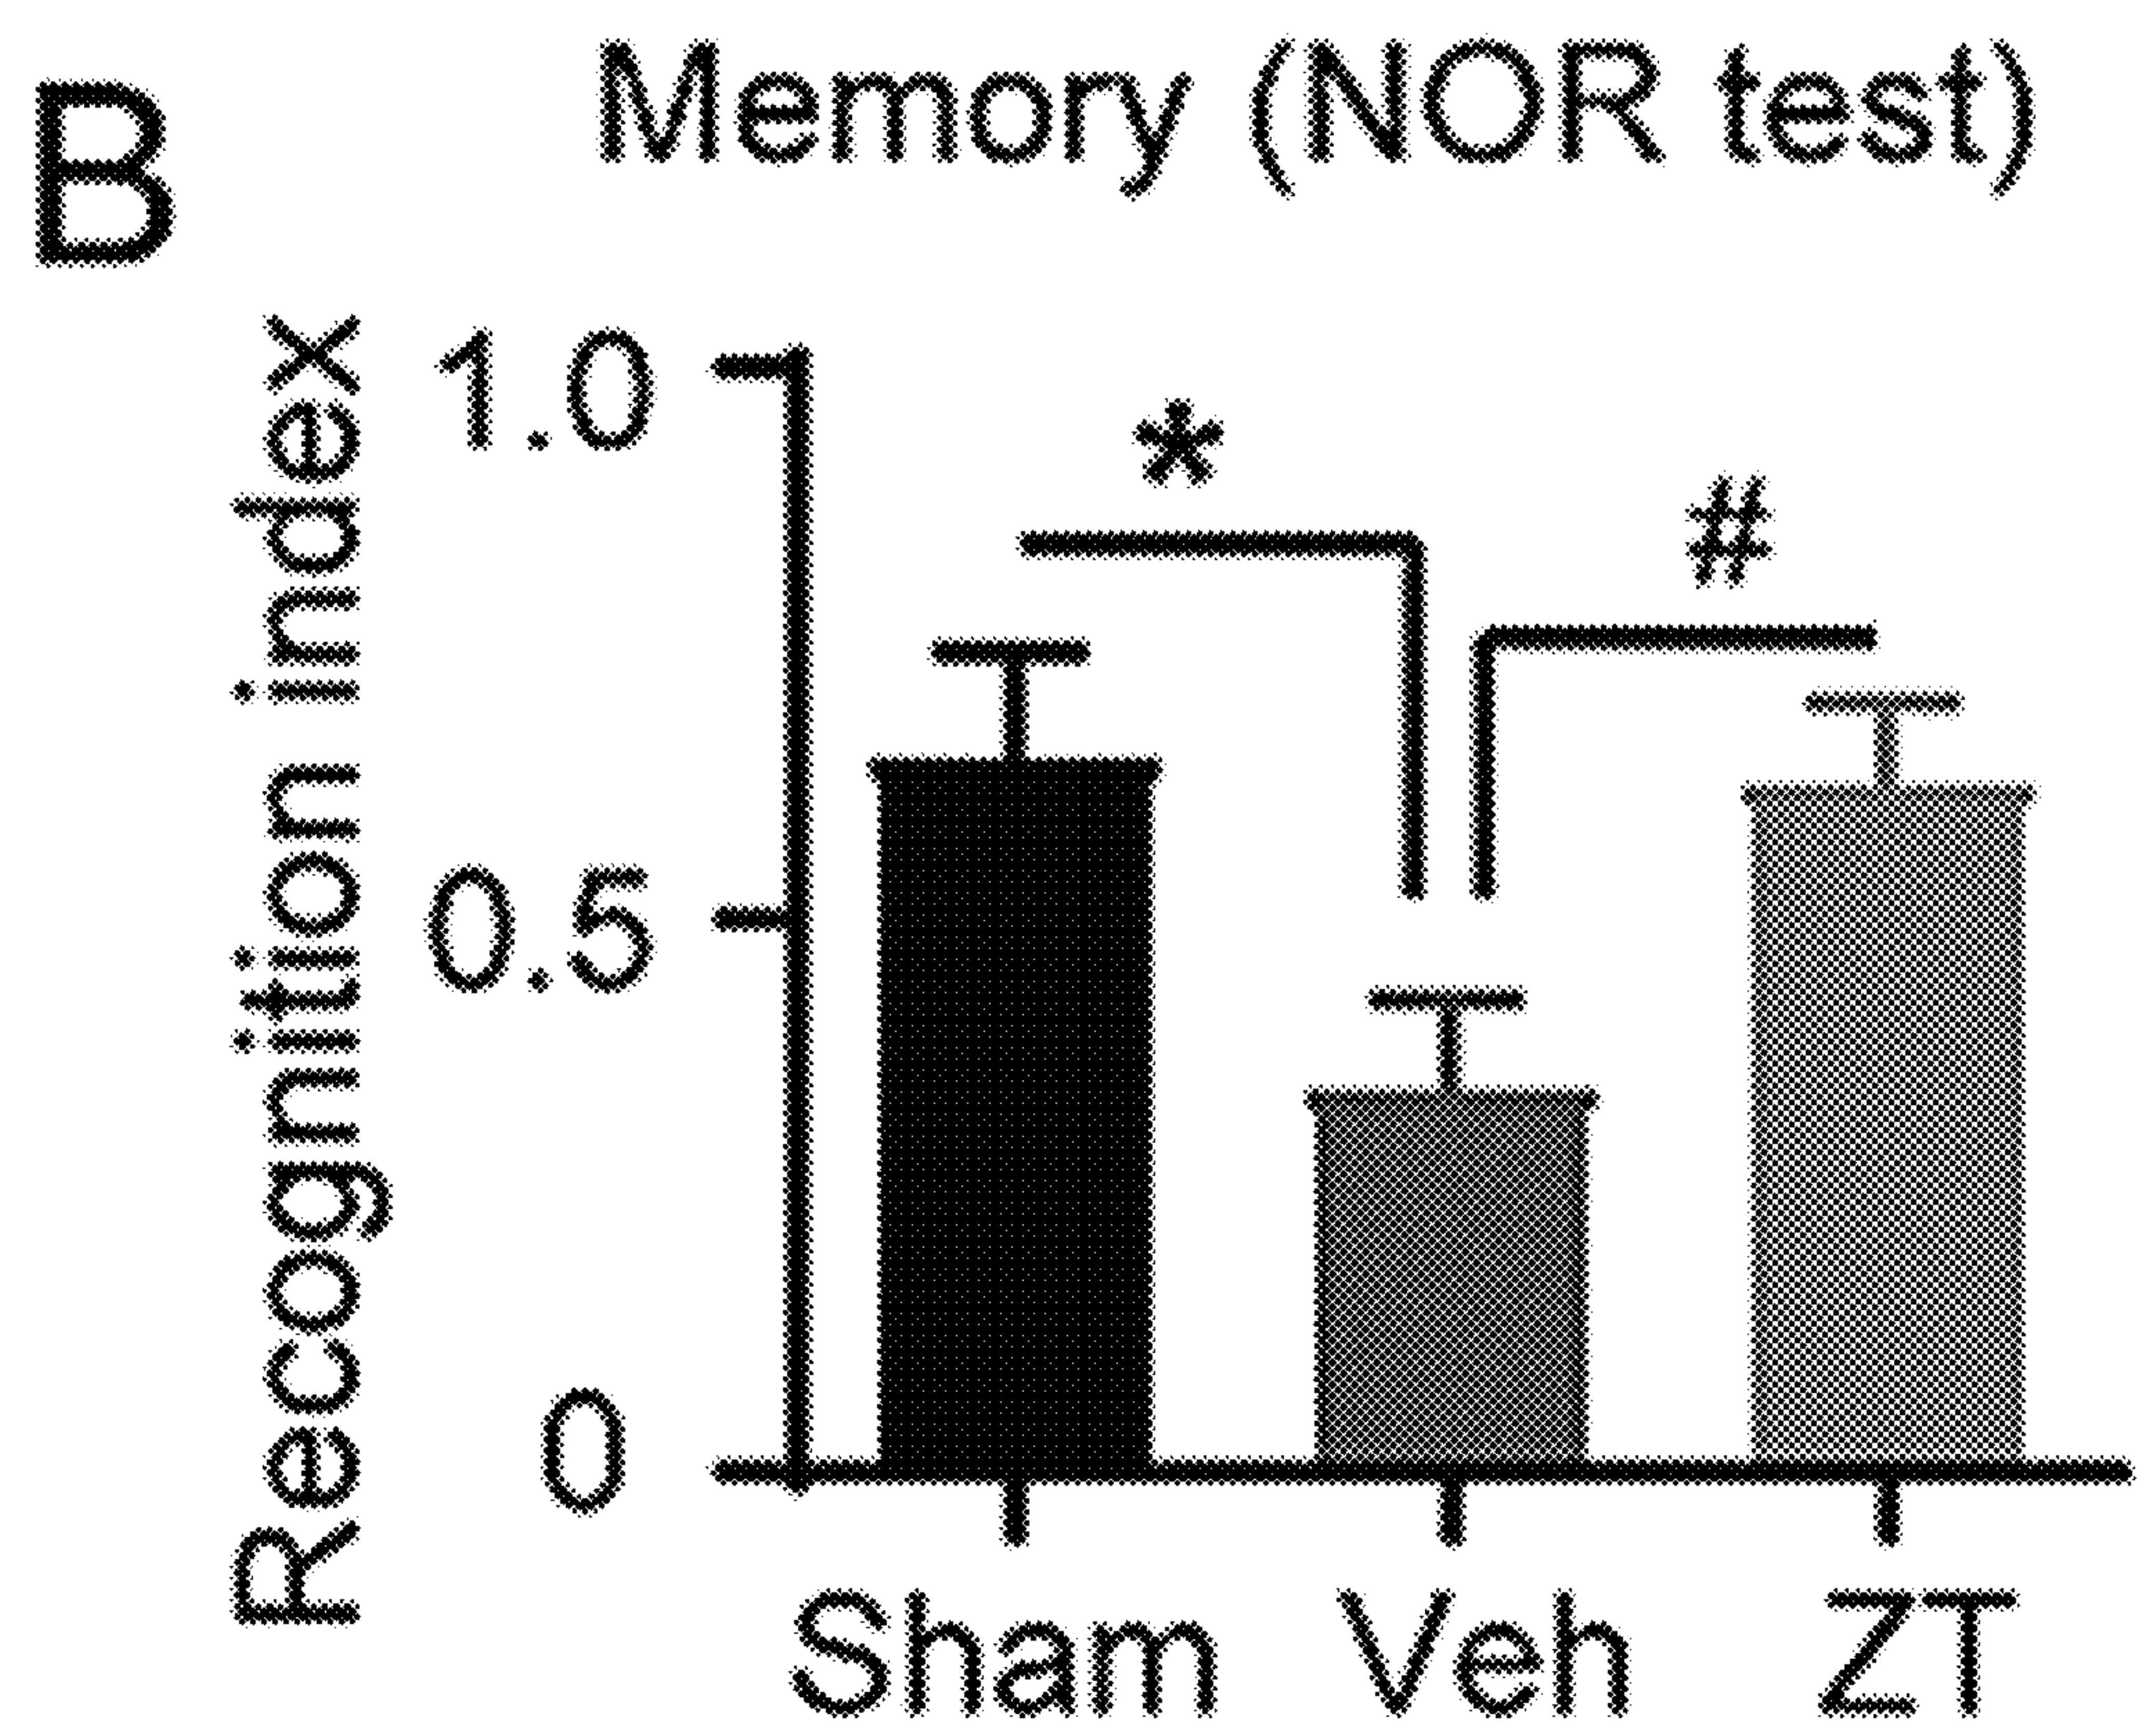 B
Memory (NOR test)
Recognition index
1.0
0.5
0
*
#
Sham
Veh
ZT